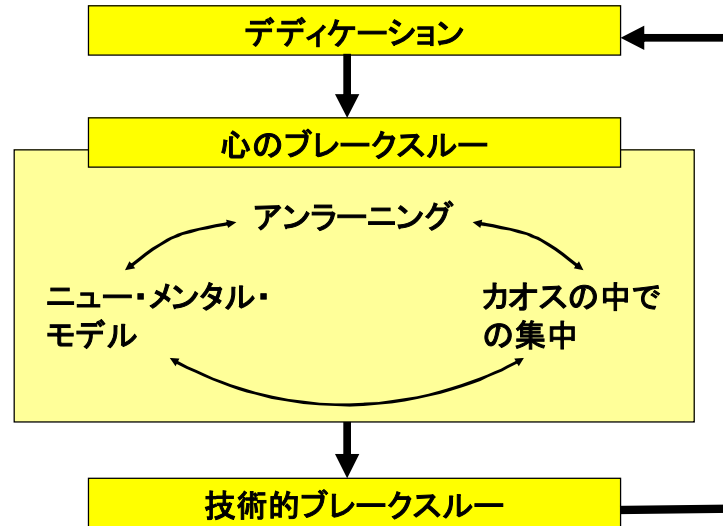 デディケーション
心のブレークスルー
アンラーニング
ニュー・メンタル・
モデル
カオスの中で
の集中
技術的ブレークスルー